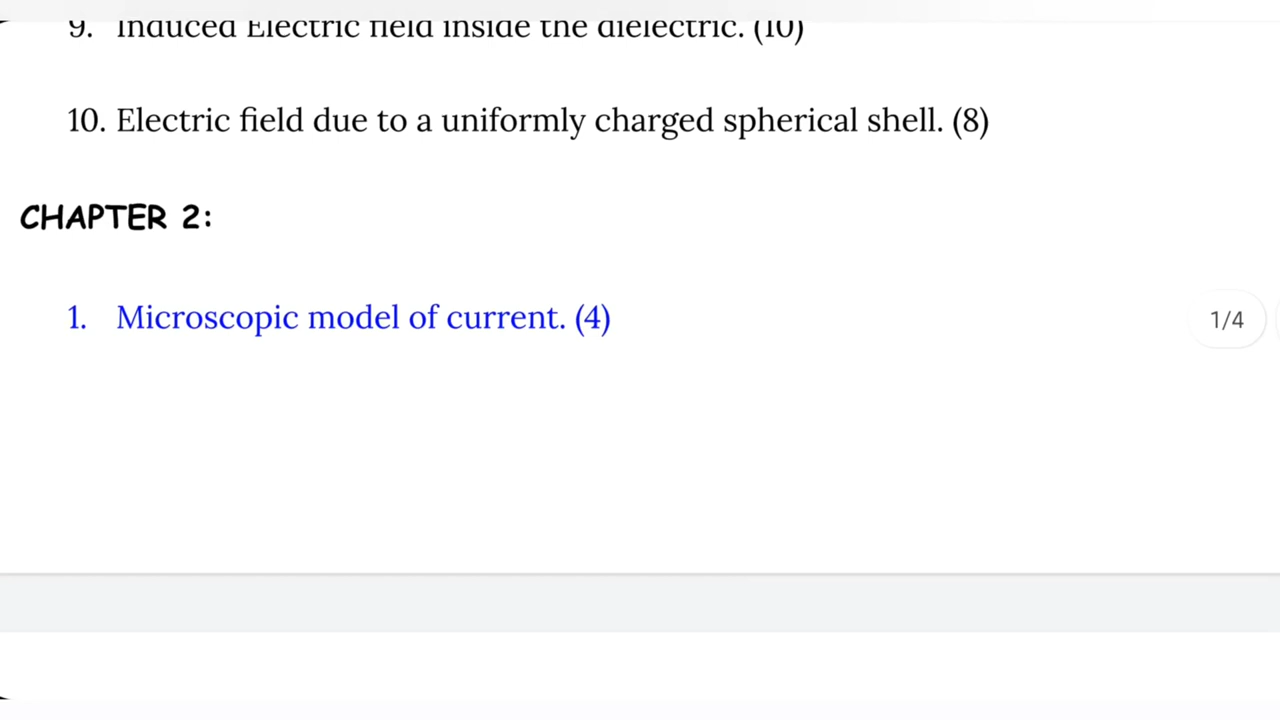 9. Induced Electric field inside the dielectric. (10)
10. Electric field due to a uniformly charged spherical shell. (8)
CHAPTER 2:
1. Microscopic model of current. (4)
1/4